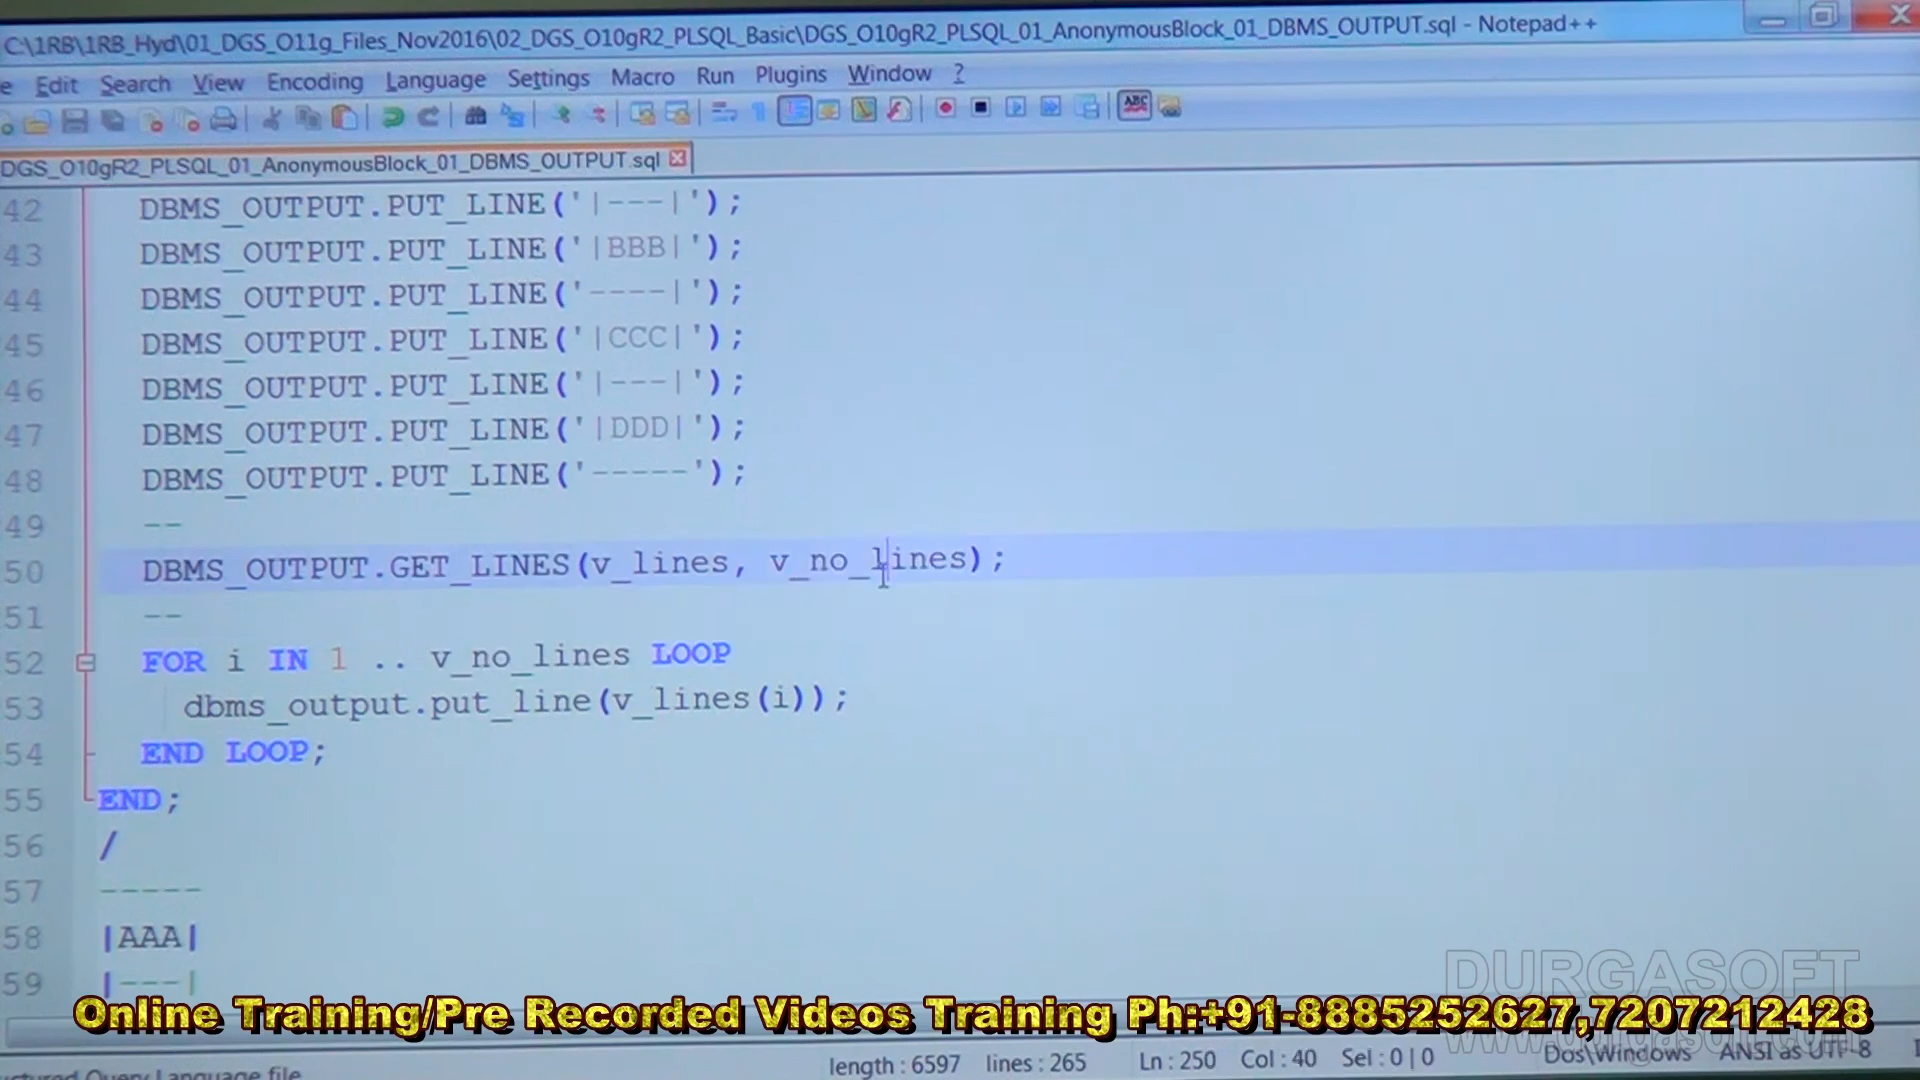 C:\1RB\1RB_Hyd\01_DGS_O11g_Files_Nov2016\02_DGS_O10gR2_PLSQL_Basic\DGS_O10gR2_PLSQL_01_AnonymousBlock_01_DBMS_OUTPUT.sql - Notepad++
e Edit Search View Encoding Language Settings Macro Run Plugins Window ?
DGS_O10gR2_PLSQL_01_AnonymousBlock_01_DBMS_OUTPUT.sql
42 DBMS_OUTPUT.PUT_LINE('|---|');
43 DBMS_OUTPUT.PUT_LINE('|BBB|');
44 DBMS_OUTPUT.PUT_LINE('----|');
45 DBMS_OUTPUT.PUT_LINE('|CCC|');
46 DBMS_OUTPUT.PUT_LINE('|---|');
47 DBMS_OUTPUT.PUT_LINE('|DDD|');
48 DBMS_OUTPUT.PUT_LINE('-----');
49 --
50 DBMS_OUTPUT.GET_LINES(v_lines, v_no_lines);
51 --
52 FOR i IN 1 .. v_no_lines LOOP
53 dbms_output.put_line(v_lines(i));
54 END LOOP;
55 END;
56 /
57 -----
58 |AAA|
59 |---|
DURGASOFT
Online Training/Pre Recorded Videos Training Ph:+91-8885252627,7207212428
length : 6597 lines : 265 Ln : 250 Col : 40 Sel : 0 | 0 Dos\Windows ANSI as UTF-8